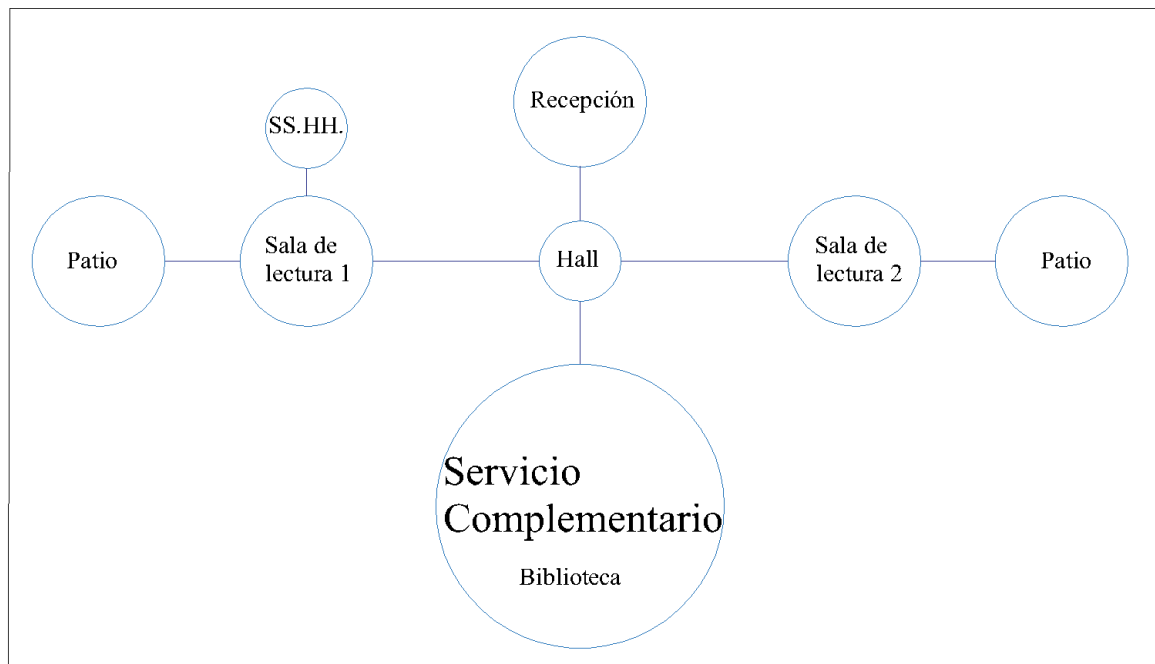 Recepción
SS.HH.
Patio
Sala de
lectura 1
Hall
Sala de
lectura 2
Patio
Servicio
Complementario
Biblioteca